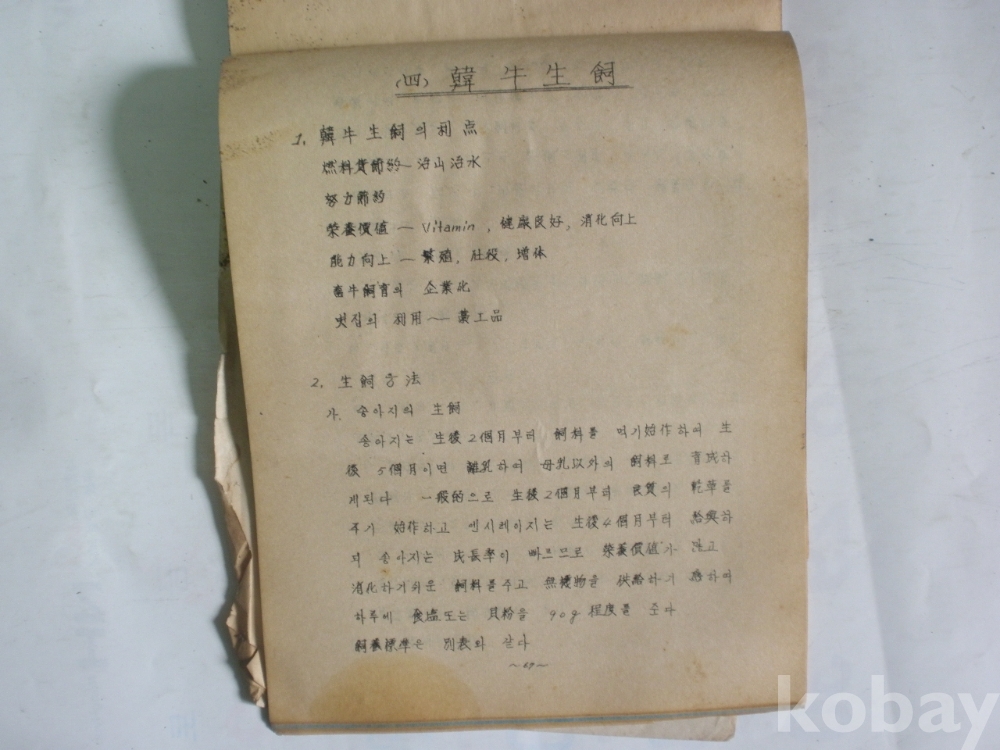 (四) 韓牛生飼
1. 韓牛生飼의 利点
燃料費節約 — 治山治水
努力節約
榮養價値 — Vitamin, 健康良好, 消化向上
能力向上 — 繁殖, 社役, 增体
畜牛飼育의 企業化
볏집의 利用 — 藁工品
2. 生飼方法
가. 송아지의 生飼
송아지는 生後 2個月부터 飼料를 먹기始作하여 生
後 5個月이면 離乳하여 母乳以外의 飼料로 育成하
게된다 一般的으로 生後 2個月부터 良質의 乾草를
주기 始作하고 엔시레이지는 生後 4個月부터 給與하
되 송아지는 成長率이 빠르므로 榮養價値가 있고
消化하기쉬운 飼料를주고 無機物을 하기 爲하여
하루에 食塩또는 貝粉을 90g 程度를 준다
飼養標準은 別表와 같다
~69~
kobay